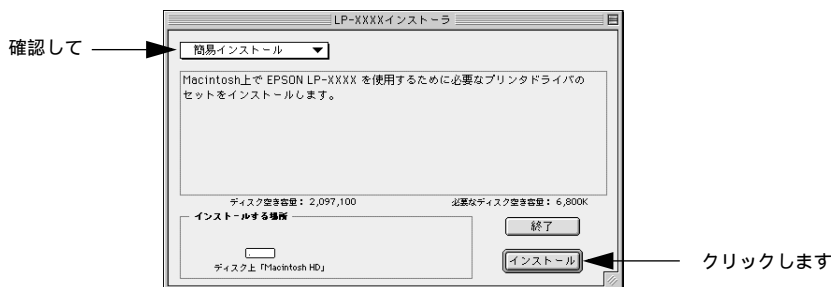 LP-XXXXインストーラ
確認して
簡易インストール
Macintosh上で EPSON LP-XXXX を使用するために必要なプリンタドライバの
セットをインストールします。
ディスク空き容量： 2,097,100
必要なディスク空き容量： 6,800K
インストールする場所
終了
ディスク上「Macintosh HD」
インストール
クリックします